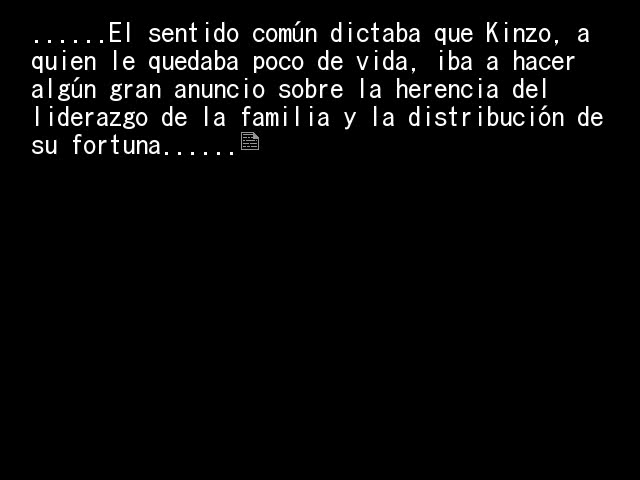 ......El sentido común dictaba que Kinzo, a
quien le quedaba poco de vida, iba a hacer
algún gran anuncio sobre la herencia del
liderazgo de la familia y la distribución de
su fortuna......